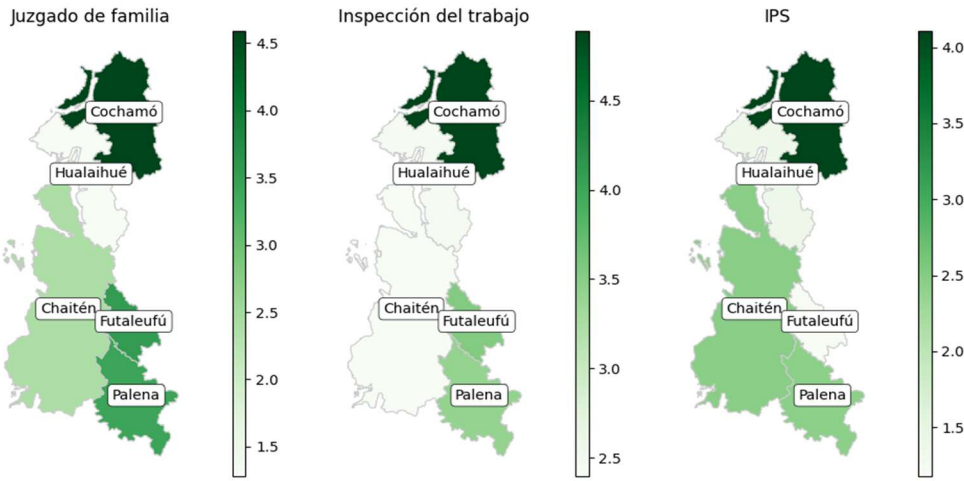 Juzgado de familia
Cochamó
Hualaihué
Chaitén
Futaleufú
Palena
4.5
4.0
3.5
3.0
2.5
2.0
1.5
Inspección del trabajo
Cochamó
Hualaihué
Chaitén
Futaleufú
Palena
4.5
4.0
3.5
3.0
2.5
IPS
Cochamó
Hualaihué
Chaitén
Futaleufú
Palena
4.0
3.5
3.0
2.5
2.0
1.5